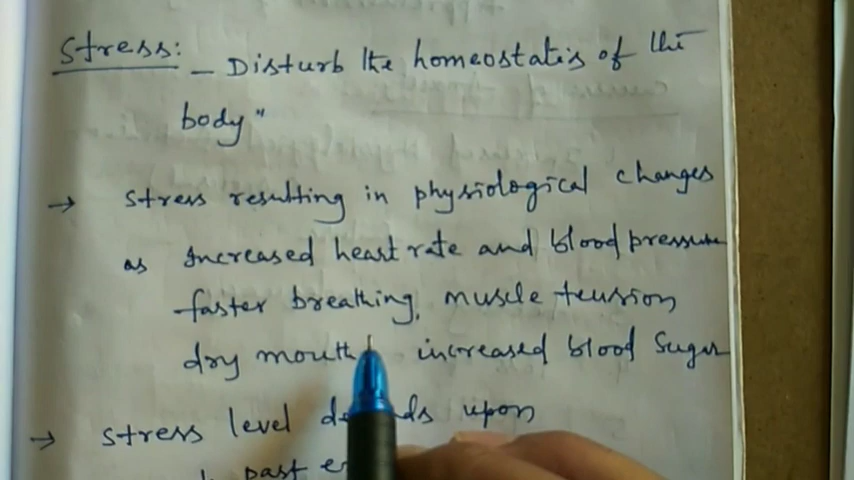 Stress: - Disturb the homeostatis of the
body"
→ stress resulting in physiological changes
as increased heart rate and blood pressure
faster breathing, muscle tension
dry mouth increased blood sugar
→ stress level upon
past